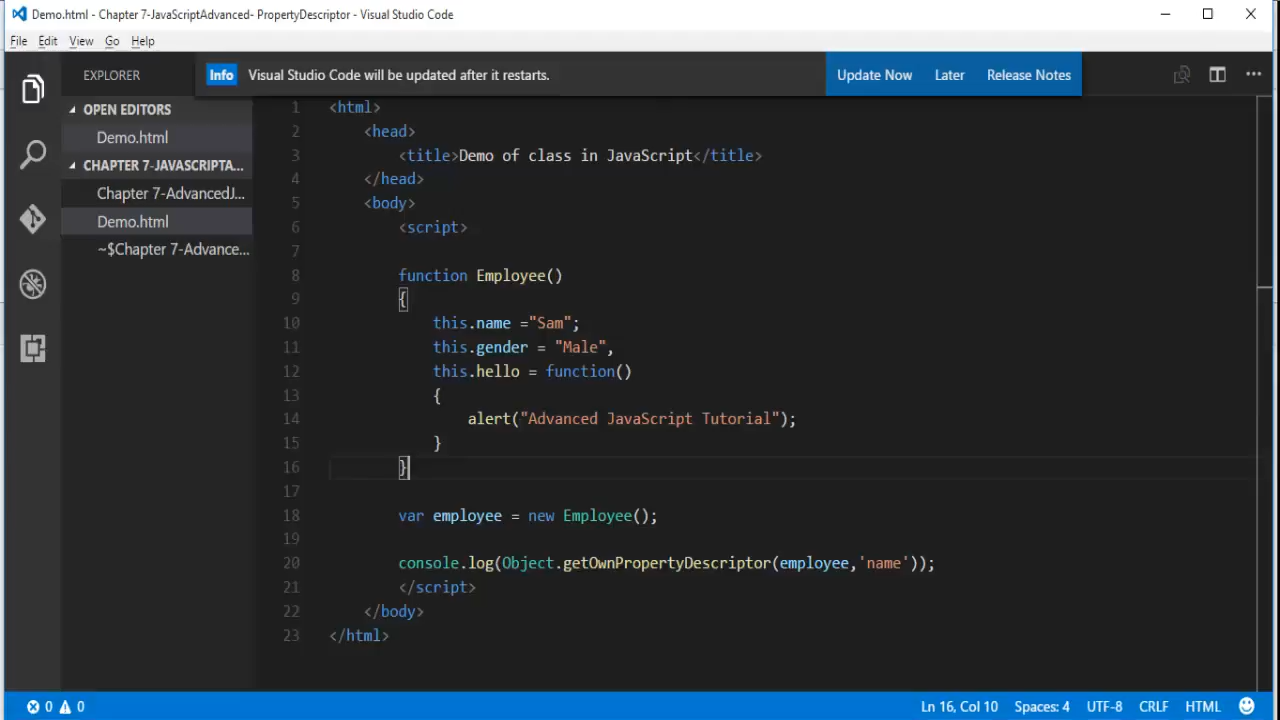 Demo.html - Chapter 7-JavaScriptAdvanced- PropertyDescriptor - Visual Studio Code
File Edit View Go Help
EXPLORER
Info Visual Studio Code will be updated after it restarts. Update Now Later Release Notes
OPEN EDITORS
Demo.html
CHAPTER 7-JAVASCRIPTA...
Chapter 7-AdvancedJ...
Demo.html
~$Chapter 7-Advance...
1 <html>
2 <head>
3 <title>Demo of class in JavaScript</title>
4 </head>
5 <body>
6 <script>
7
8 function Employee()
9 {
10 this.name ="Sam";
11 this.gender = "Male",
12 this.hello = function()
13 {
14 alert("Advanced JavaScript Tutorial");
15 }
16 }
17
18 var employee = new Employee();
19
20 console.log(Object.getOwnPropertyDescriptor(employee,'name'));
21 </script>
22 </body>
23 </html>
0 0 Ln 16, Col 10 Spaces: 4 UTF-8 CRLF HTML